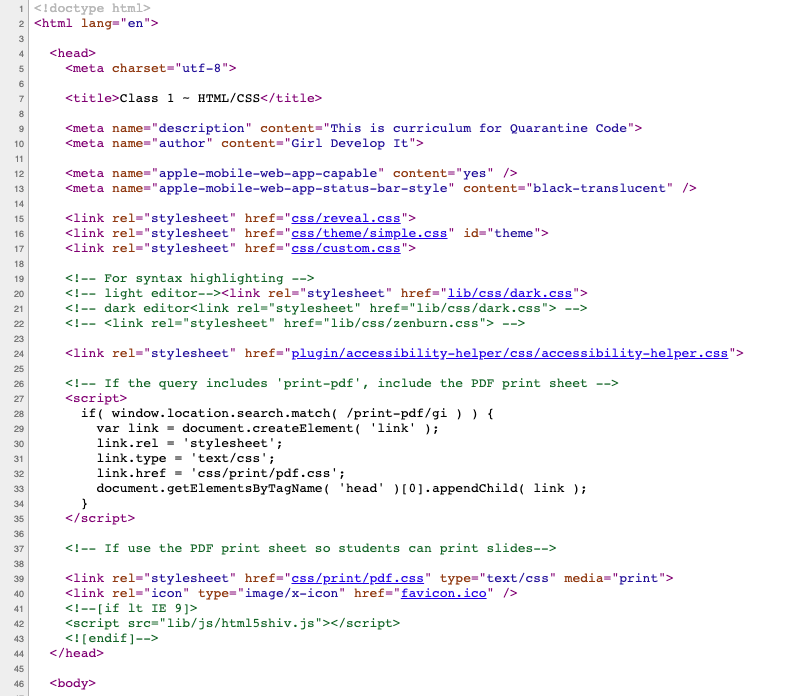 1 <!doctype html>
2 <html lang="en">
3
4 <head>
5 <meta charset="utf-8">
6
7 <title>Class 1 ~ HTML/CSS</title>
8
9 <meta name="description" content="This is curriculum for Quarantine Code">
10 <meta name="author" content="Girl Develop It">
11
12 <meta name="apple-mobile-web-app-capable" content="yes" />
13 <meta name="apple-mobile-web-app-status-bar-style" content="black-translucent" />
14
15 <link rel="stylesheet" href="css/reveal.css">
16 <link rel="stylesheet" href="css/theme/simple.css" id="theme">
17 <link rel="stylesheet" href="css/custom.css">
18
19 <!-- For syntax highlighting -->
20 <!-- light editor--><link rel="stylesheet" href="lib/css/dark.css">
21 <!-- dark editor<link rel="stylesheet" href="lib/css/dark.css"> -->
22 <!-- <link rel="stylesheet" href="lib/css/zenburn.css"> -->
23
24 <link rel="stylesheet" href="plugin/accessibility-helper/css/accessibility-helper.css">
25
26 <!-- If the query includes 'print-pdf', include the PDF print sheet -->
27 <script>
28 if( window.location.search.match( /print-pdf/gi ) ) {
29 var link = document.createElement( 'link' );
30 link.rel = 'stylesheet';
31 link.type = 'text/css';
32 link.href = 'css/print/pdf.css';
33 document.getElementsByTagName( 'head' )[0].appendChild( link );
34 }
35 </script>
36
37 <!-- If use the PDF print sheet so students can print slides-->
38
39 <link rel="stylesheet" href="css/print/pdf.css" type="text/css" media="print">
40 <link rel="icon" type="image/x-icon" href="favicon.ico" />
41 <!--[if lt IE 9]>
42 <script src="lib/js/html5shiv.js"></script>
43 <![endif]-->
44 </head>
45
46 <body>